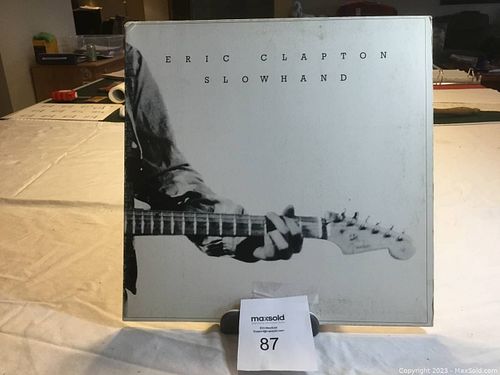 ERIC CLAPTON
SLOWHAND
maxsold
87
Copyright 2023 - MaxSold.com